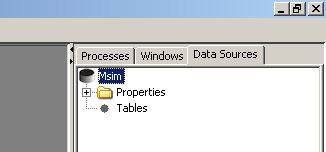 Processes Windows Data Sources
Msim
Properties
Tables